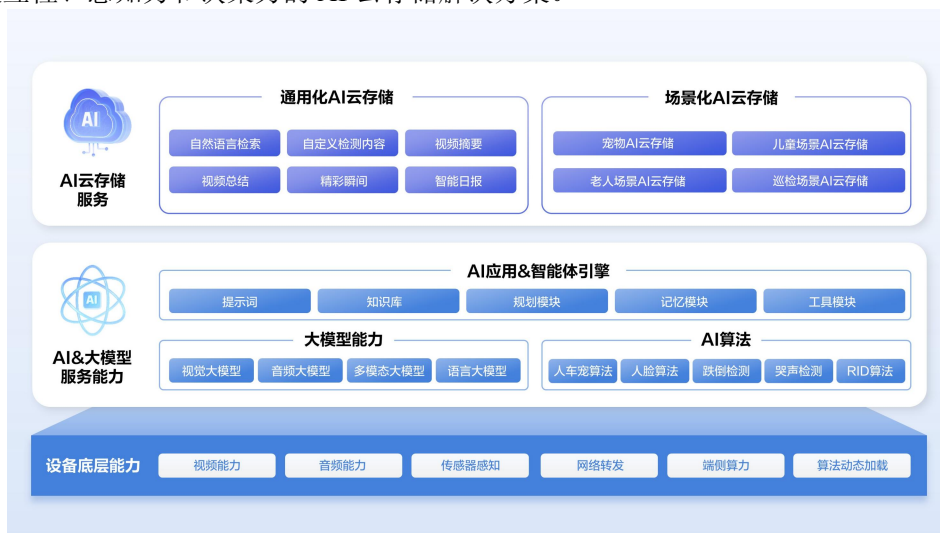 AI云存储解决方案。
通用化AI云存储
场景化AI云存储
AI
自然语言检索
自定义检测内容
视频摘要
宠物AI云存储
儿童场景AI云存储
AI云存储
服务
视频总结
精彩瞬间
智能日报
老人场景AI云存储
巡检场景AI云存储
AI应用&智能体引擎
AI
提示词
知识库
规划模块
记忆模块
工具模块
大模型能力
AI算法
AI&大模型
服务能力
视觉大模型
音频大模型
多模态大模型
语言大模型
人车宠算法
人脸算法
跌倒检测
哭声检测
RID算法
设备底层能力
视频能力
音频能力
传感器感知
网络转发
端侧算力
算法动态加载